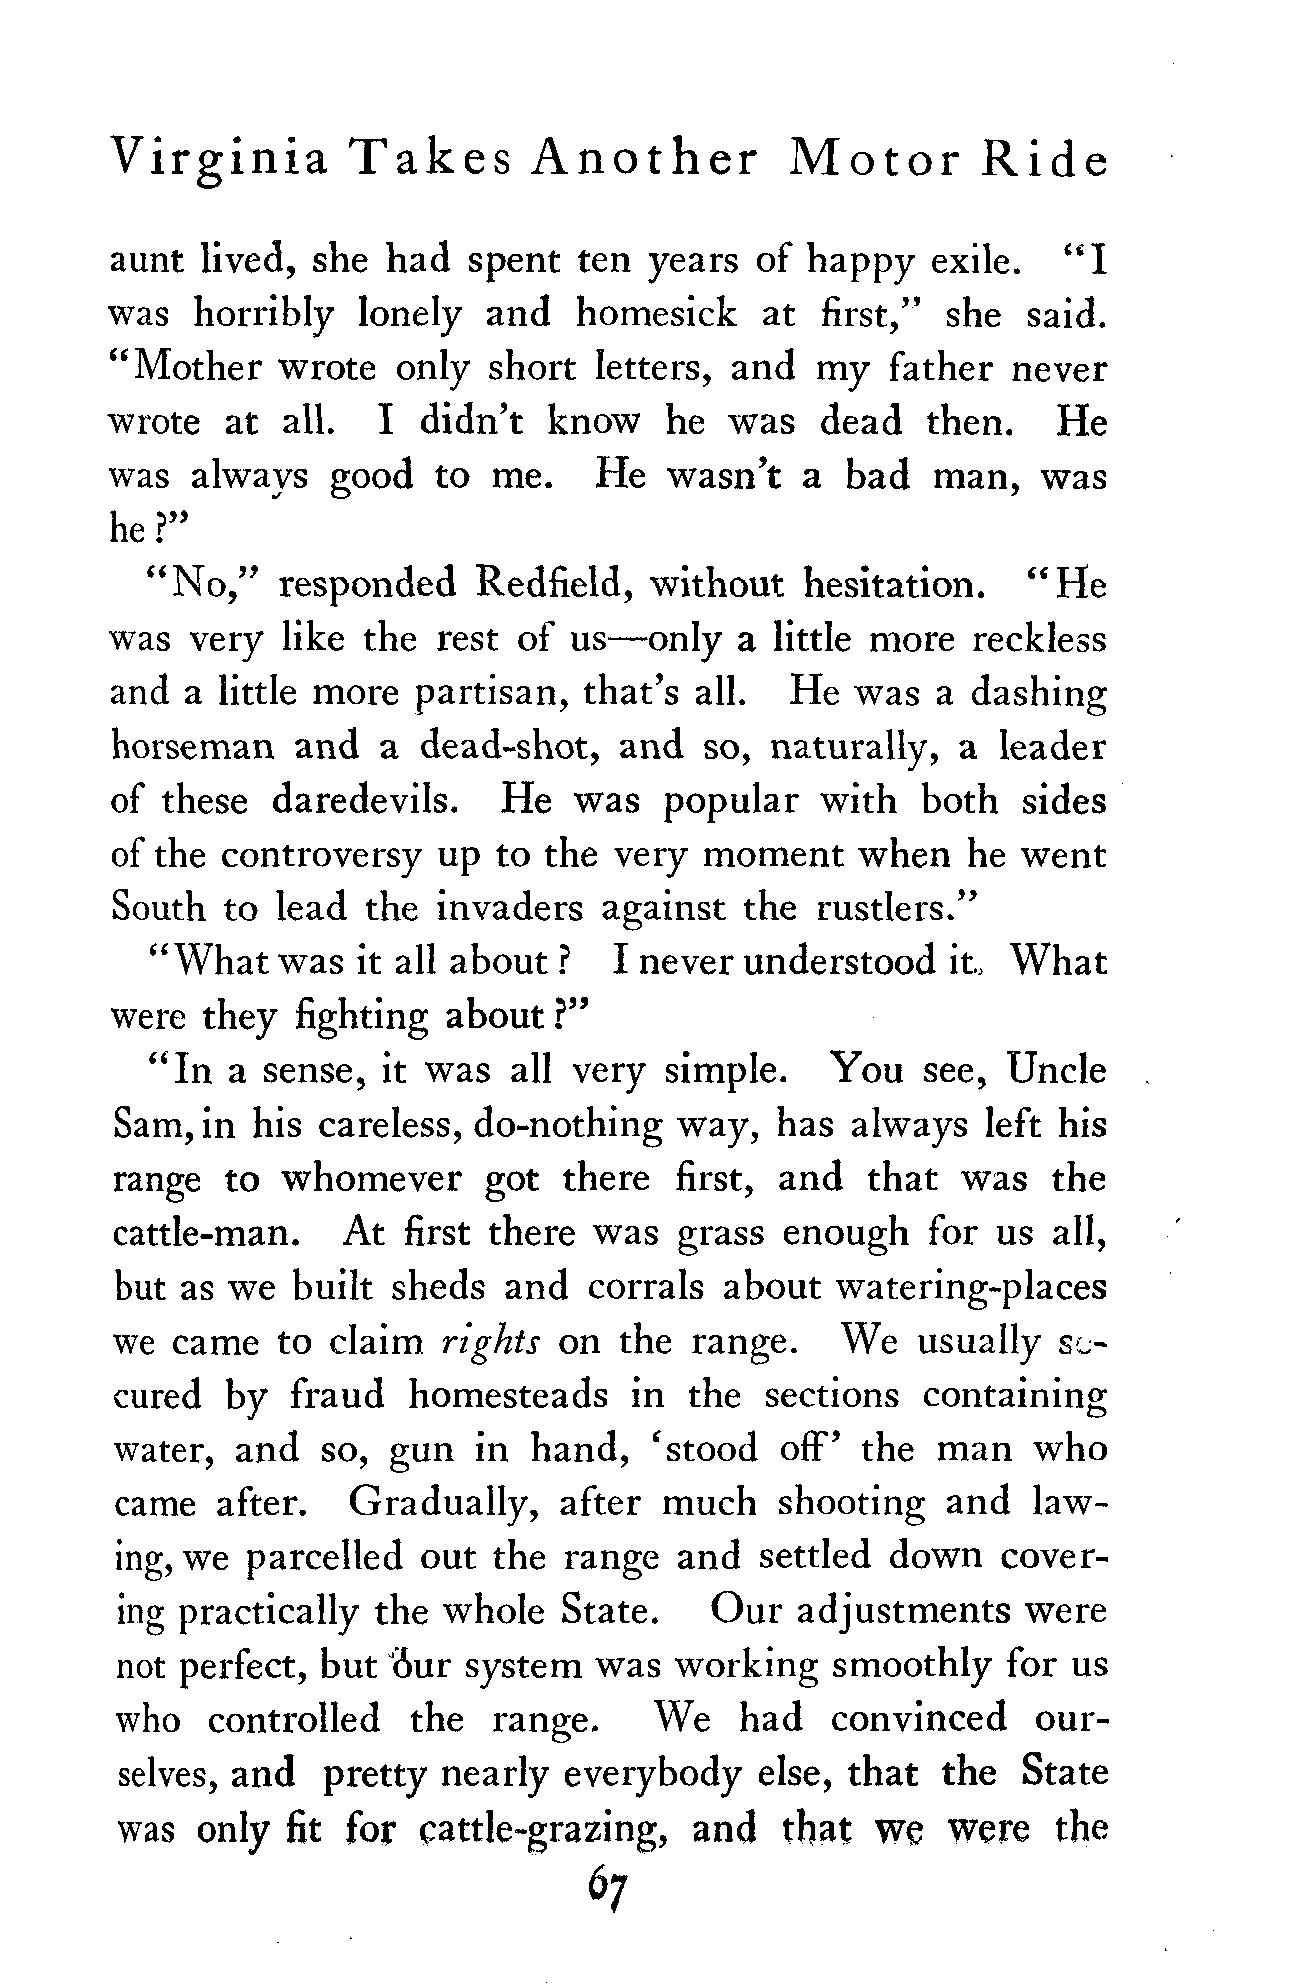 Virginia Takes Another Motor Ride
aunt lived, she had spent ten years of happy exile. “I
was horribly lonely and homesick at first,” she said.
“Mother wrote only short letters, and my father never
wrote at all. I didn’t know he was dead then. He
was always good to me. He wasn’t a bad man, was
he?”
“No,” responded Redfield, without hesitation. “He
was very like the rest of us—only a little more reckless
and a little more partisan, that’s all. He was a dashing
horseman and a dead-shot, and so, naturally, a leader
of these daredevils. He was popular with both sides
of the controversy up to the very moment when he went
South to lead the invaders against the rustlers.”
“What was it all about? I never understood it. What
were they fighting about?”
“In a sense, it was all very simple. You see, Uncle
Sam, in his careless, do-nothing way, has always left his
range to whomever got there first, and that was the
cattle-man. At first there was grass enough for us all,
but as we built sheds and corrals about watering-places
we came to claim rights on the range. We usually se-
cured by fraud homesteads in the sections containing
water, and so, gun in hand, ‘stood off’ the man who
came after. Gradually, after much shooting and law-
ing, we parcelled out the range and settled down cover-
ing practically the whole State. Our adjustments were
not perfect, but our system was working smoothly for us
who controlled the range. We had convinced our-
selves, and pretty nearly everybody else, that the State
was only fit for cattle-grazing, and that we were the
67